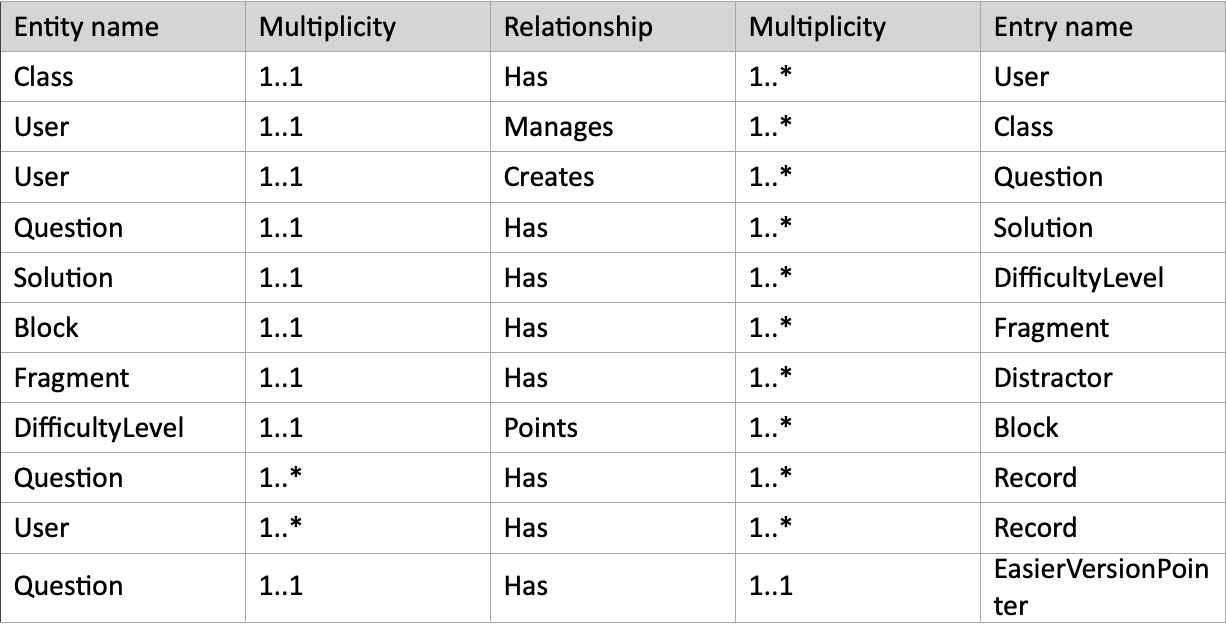 Entity name Multiplicity Relationship Multiplicity Entry name
Class 1..1 Has 1..* User
User 1..1 Manages 1..* Class
User 1..1 Creates 1..* Question
Question 1..1 Has 1..* Solution
Solution 1..1 Has 1..* DifficultyLevel
Block 1..1 Has 1..* Fragment
Fragment 1..1 Has 1..* Distractor
DifficultyLevel 1..1 Points 1..* Block
Question 1..* Has 1..* Record
User 1..* Has 1..* Record
Question 1..1 Has 1..1 EasierVersionPoin
ter